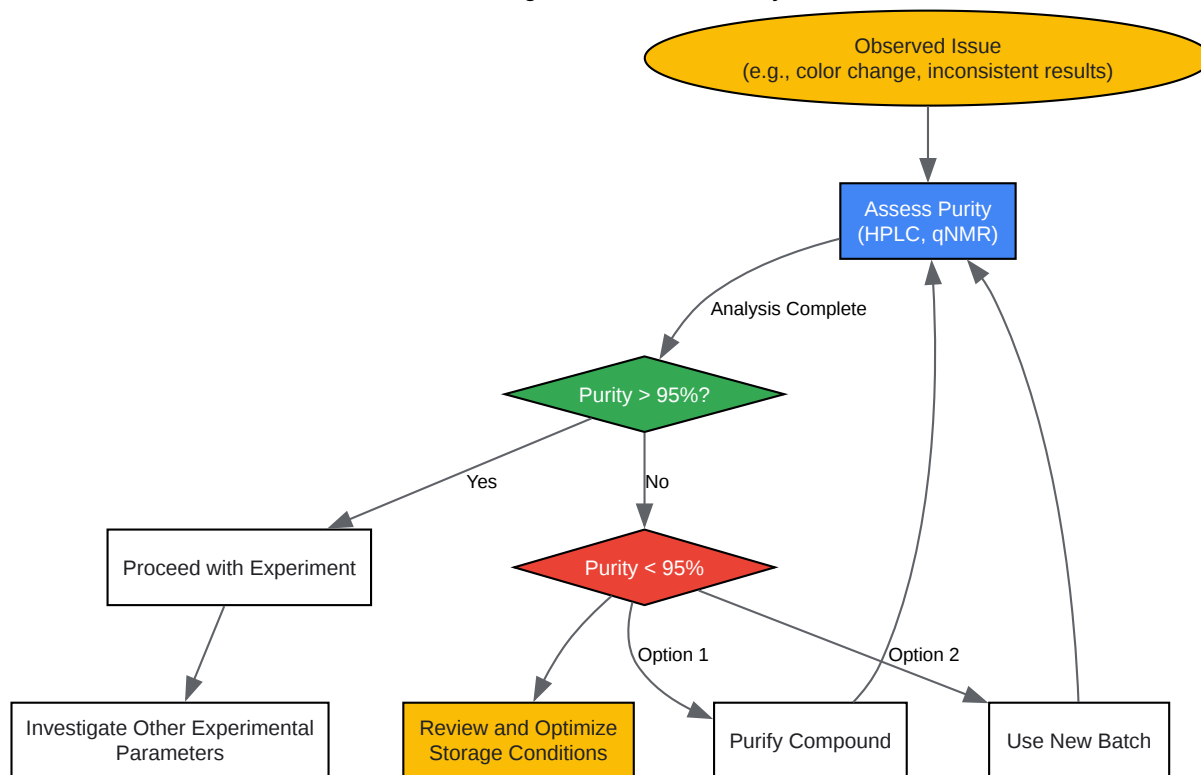 Observed Issue
(e.g., color change, inconsistent results)
Assess Purity
(HPLC, qNMR)
Analysis Complete
Purity > 95%?
Yes
No
Proceed with Experiment
Purity < 95%
Option 1
Option 2
Investigate Other Experimental
Parameters
Review and Optimize
Storage Conditions
Purify Compound
Use New Batch